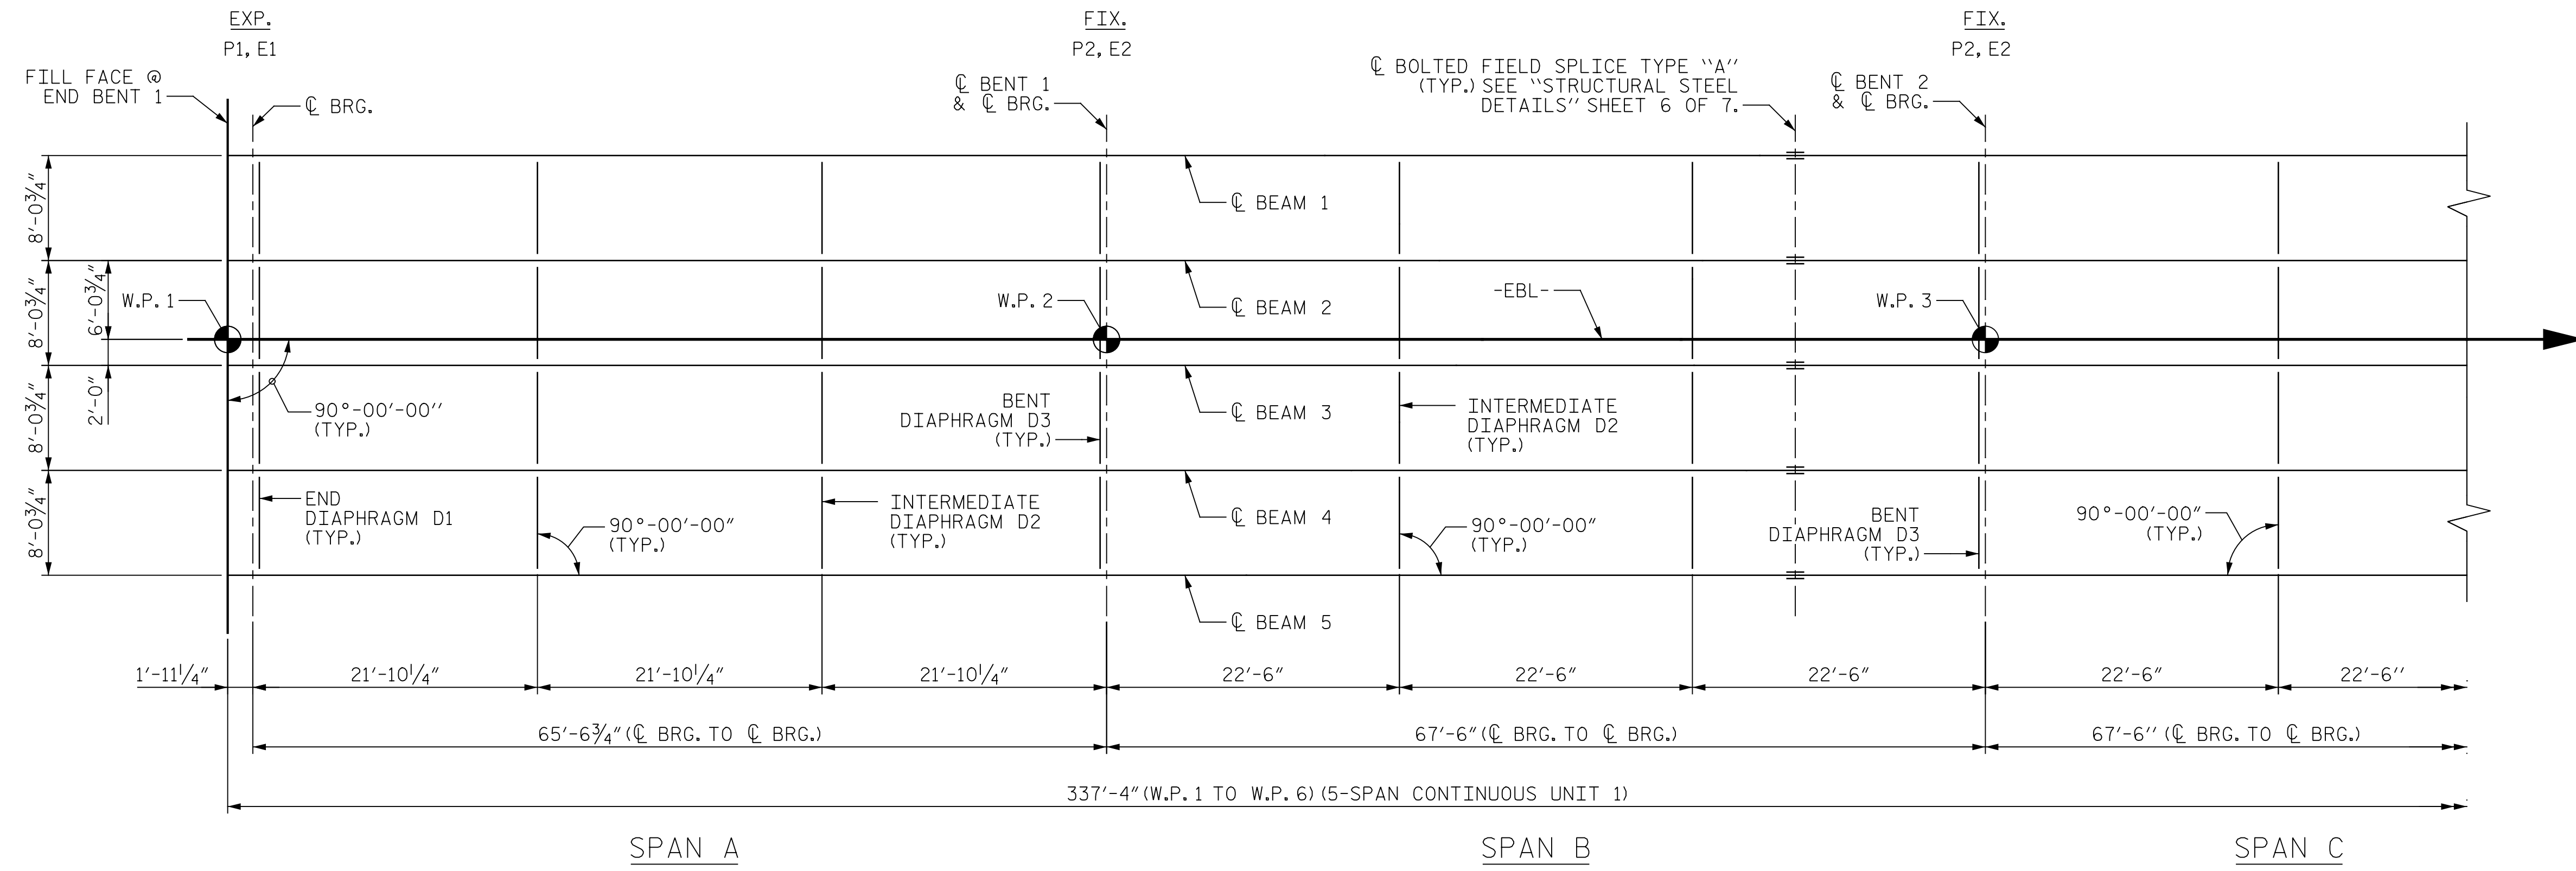 EXP.
P1, E1
FIX.
P2, E2
FIX.
P2, E2
FILL FACE @
END BENT 1
℄ BRG.
℄ BENT 1
& ℄ BRG.
℄ BOLTED FIELD SPLICE TYPE "A"
(TYP.) SEE "STRUCTURAL STEEL
DETAILS" SHEET 6 OF 7.
℄ BENT 2
& ℄ BRG.
8'-0¾"
8'-0¾"
8'-0¾"
8'-0¾"
6'-0¾"
2'-0"
℄ BEAM 1
℄ BEAM 2
℄ BEAM 3
℄ BEAM 4
℄ BEAM 5
W.P. 1
W.P. 2
-EBL-
W.P. 3
90°-00'-00"
(TYP.)
BENT
DIAPHRAGM D3
(TYP.)
INTERMEDIATE
DIAPHRAGM D2
(TYP.)
END
DIAPHRAGM D1
(TYP.)
90°-00'-00"
(TYP.)
INTERMEDIATE
DIAPHRAGM D2
(TYP.)
90°-00'-00"
(TYP.)
BENT
DIAPHRAGM D3
(TYP.)
90°-00'-00"
(TYP.)
1'-11¼" 21'-10¼" 21'-10¼" 21'-10¼" 22'-6" 22'-6" 22'-6" 22'-6" 22'-6"
65'-6¾" (℄ BRG. TO ℄ BRG.) 67'-6" (℄ BRG. TO ℄ BRG.) 67'-6" (℄ BRG. TO ℄ BRG.)
337'-4" (W.P. 1 TO W.P. 6) (5-SPAN CONTINUOUS UNIT 1)
SPAN A SPAN B SPAN C